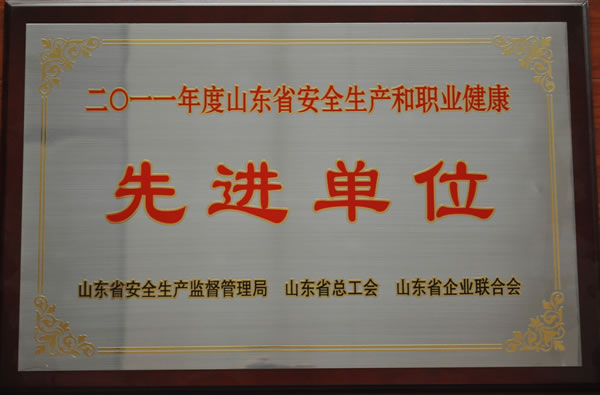 二〇一一年度山东省安全生产和职业健康
先进单位
山东省安全生产监督管理局 山东省总工会 山东省企业联合会